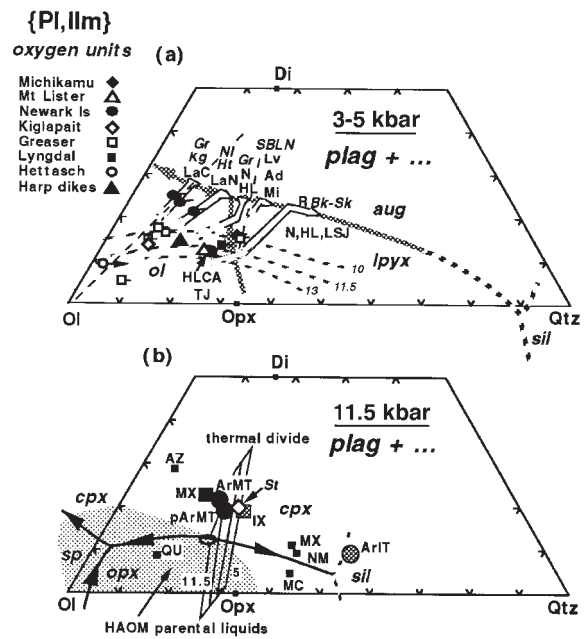 {Pl,Ilm}
oxygen units
Michikamu
Mt Lister
Newark Is
Kiglapait
Greaser
Lyngdal
Hettasch
Harp dikes
(a)
Di
3-5 kbar
plag + ...
Gr Nl SBLN
Kg Ht Gr Lv
LaC LaN N Ad
HL Mi
R Bk-Sk
aug
N,HL,LSJ
ol
lpyx
HLCA
TJ
10
11.5
13
Ol
Opx
Qtz
sil
(b)
Di
11.5 kbar
plag + ...
thermal divide
AZ
ArMT
St
MX
cpx
cpx
pArMT
IX
MX
ArIT
NM
sp
QU
opx
11.5
5
MC
sil
Ol
Opx
Qtz
HAOM parental liquids